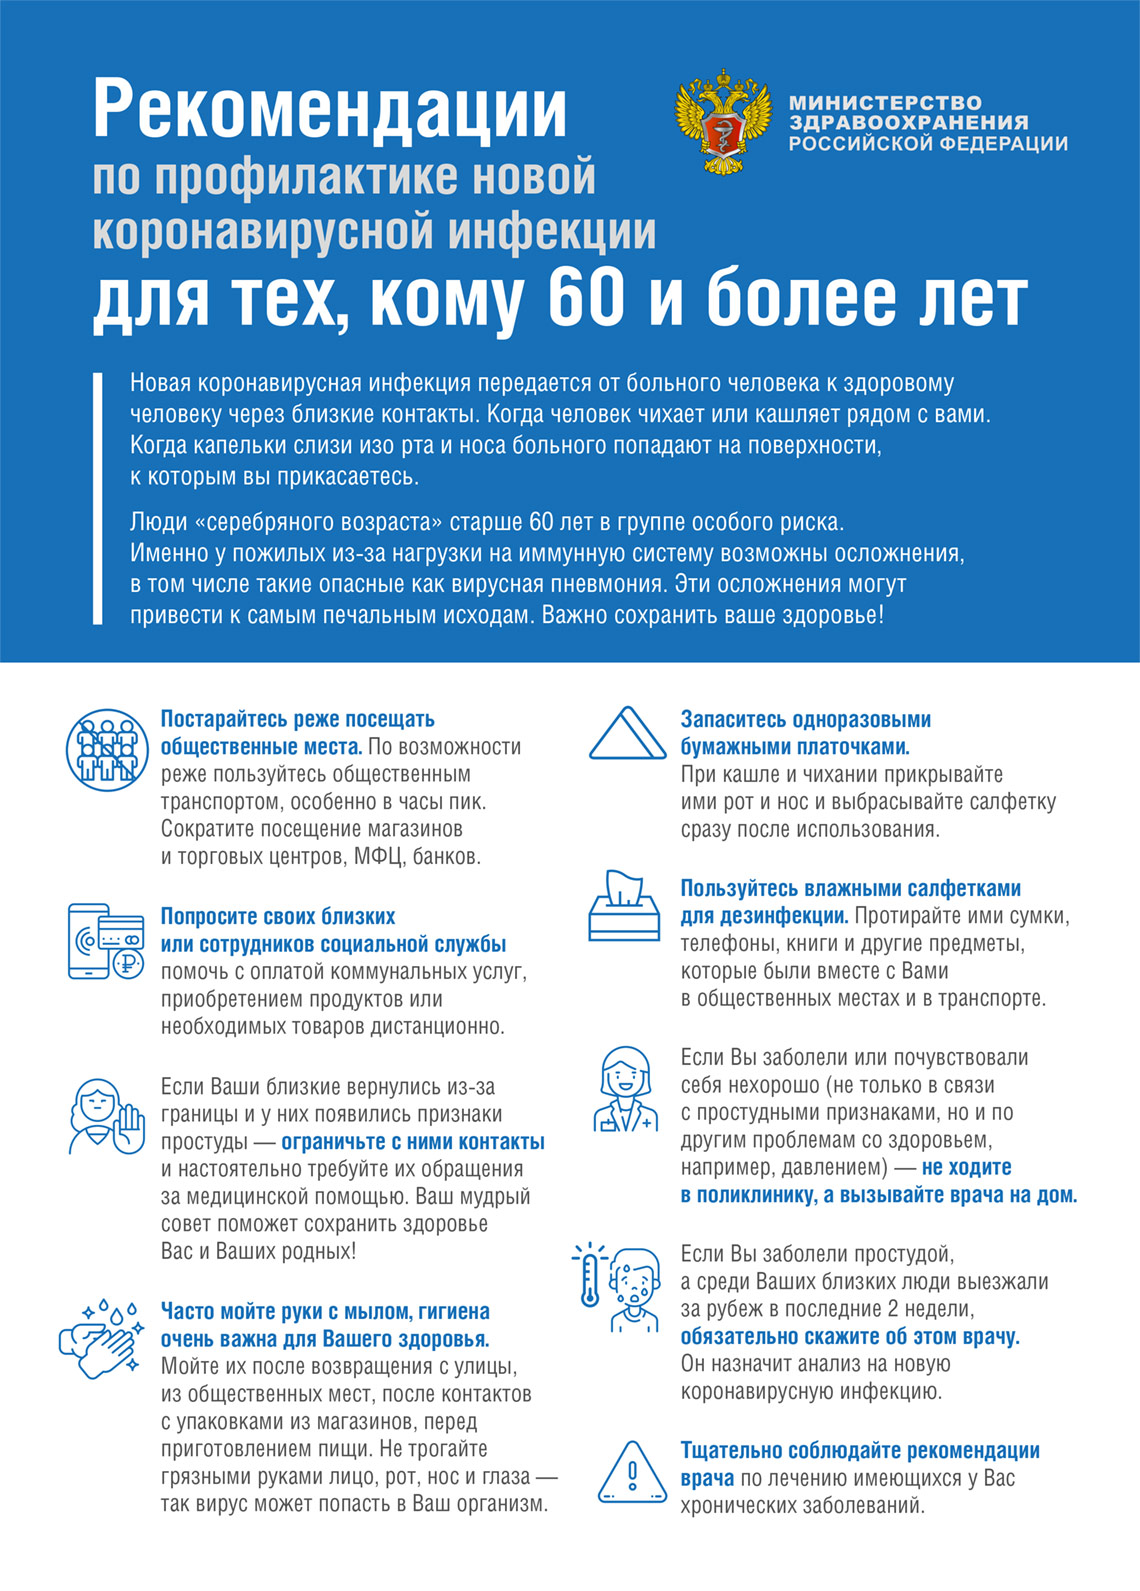 Рекомендации
по профилактике новой
коронавирусной инфекции
для тех, кому 60 и более лет
МИНИСТЕРСТВО
ЗДРАВООХРАНЕНИЯ
РОССИЙСКОЙ ФЕДЕРАЦИИ
Новая коронавирусная инфекция передается от больного человека к здоровому
человеку через близкие контакты. Когда человек чихает или кашляет рядом с вами.
Когда капельки слизи изо рта и носа больного попадают на поверхности,
к которым вы прикасаетесь.
Люди «серебряного возраста» старше 60 лет в группе особого риска.
Именно у пожилых из-за нагрузки на иммунную систему возможны осложнения,
в том числе такие опасные как вирусная пневмония. Эти осложнения могут
привести к самым печальным исходам. Важно сохранить ваше здоровье!
Постарайтесь реже посещать
общественные места. По возможности
реже пользуйтесь общественным
транспортом, особенно в часы пик.
Сократите посещение магазинов
и торговых центров, МФЦ, банков.
Попросите своих близких
или сотрудников социальной службы
помочь с оплатой коммунальных услуг,
приобретением продуктов или
необходимых товаров дистанционно.
Если Ваши близкие вернулись из-за
границы и у них появились признаки
простуды — ограничьте с ними контакты
и настоятельно требуйте их обращения
за медицинской помощью. Ваш мудрый
совет поможет сохранить здоровье
Вас и Ваших родных!
Часто мойте руки с мылом, гигиена
очень важна для Вашего здоровья.
Мойте их после возвращения с улицы,
из общественных мест, после контактов
с упаковками из магазинов, перед
приготовлением пищи. Не трогайте
грязными руками лицо, рот, нос и глаза —
так вирус может попасть в Ваш организм.
Запаситесь одноразовыми
бумажными платочками.
При кашле и чихании прикрывайте
ими рот и нос и выбрасывайте салфетку
сразу после использования.
Пользуйтесь влажными салфетками
для дезинфекции. Протирайте ими сумки,
телефоны, книги и другие предметы,
которые были вместе с Вами
в общественных местах и в транспорте.
Если Вы заболели или почувствовали
себя нехорошо (не только в связи
с простудными признаками, но и по
другим проблемам со здоровьем,
например, давлением) — не ходите
в поликлинику, а вызывайте врача на дом.
Если Вы заболели простудой,
а среди Ваших близких люди выезжали
за рубеж в последние 2 недели,
обязательно скажите об этом врачу.
Он назначит анализ на новую
коронавирусную инфекцию.
Тщательно соблюдайте рекомендации
врача по лечению имеющихся у Вас
хронических заболеваний.